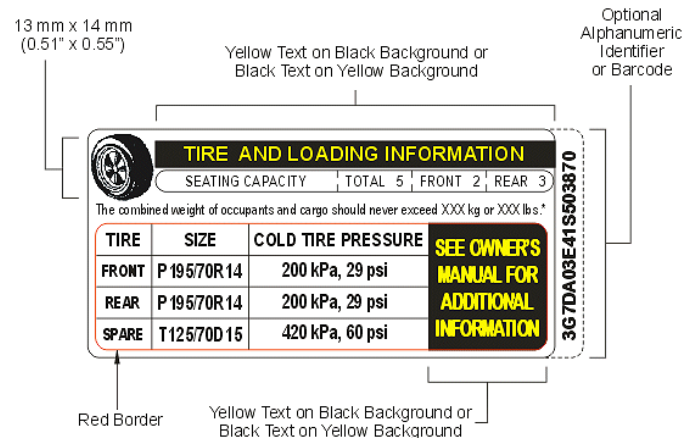 13 mm x 14 mm
(0.51" x 0.55")
Optional
Alphanumeric
Identifier
or Barcode
Yellow Text on Black Background or
Black Text on Yellow Background
TIRE AND LOADING INFORMATION
SEATING CAPACITY TOTAL 5 FRONT 2 REAR 3
The combined weight of occupants and cargo should never exceed XXX kg or XXX lbs.*
TIRE SIZE COLD TIRE PRESSURE
FRONT P195/70R14 200 kPa, 29 psi
REAR P195/70R14 200 kPa, 29 psi
SPARE T125/70D15 420 kPa, 60 psi
SEE OWNER'S
MANUAL FOR
ADDITIONAL
INFORMATION
3G7DA03E41S503870
Red Border
Yellow Text on Black Background or
Black Text on Yellow Background